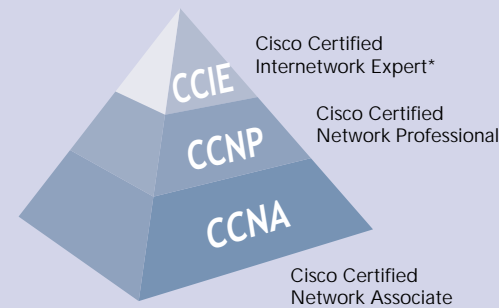 Cisco Certified
Internetwork Expert*
CCIE
Cisco Certified
Network Professional
CCNP
CCNA
Cisco Certified
Network Associate